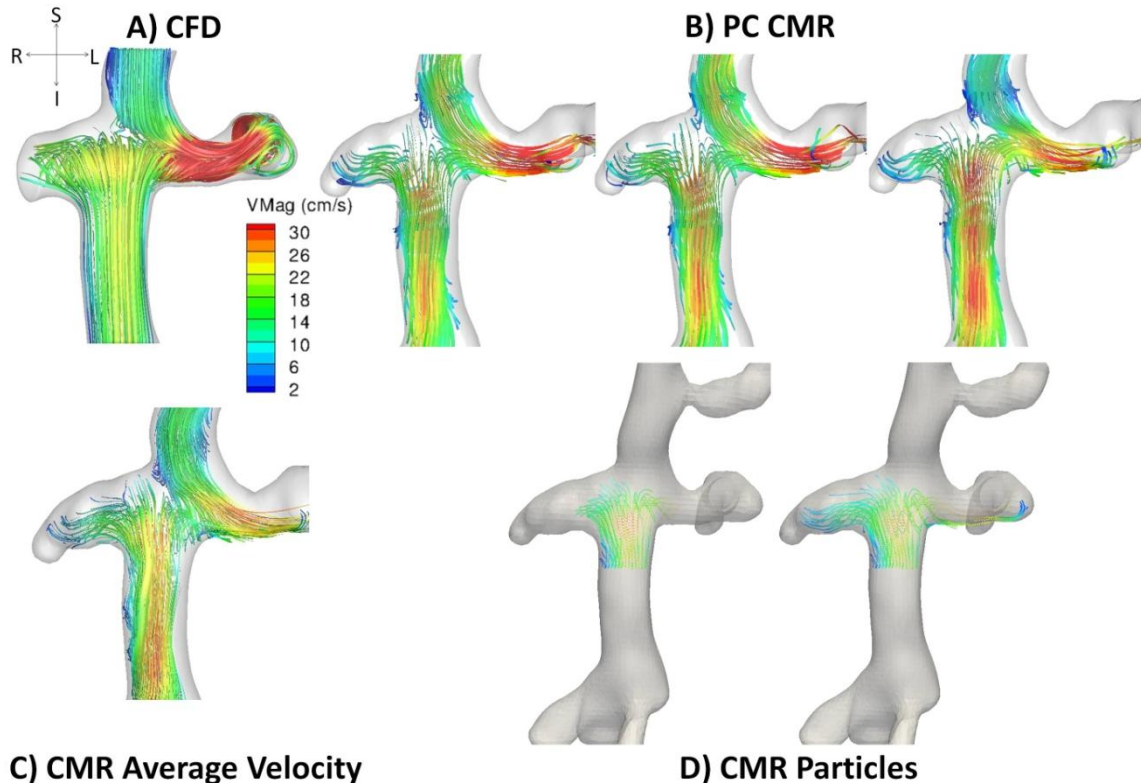 S
R L
I
A) CFD
B) PC CMR
VMag (cm/s)
30
26
22
18
14
10
6
2
C) CMR Average Velocity
D) CMR Particles